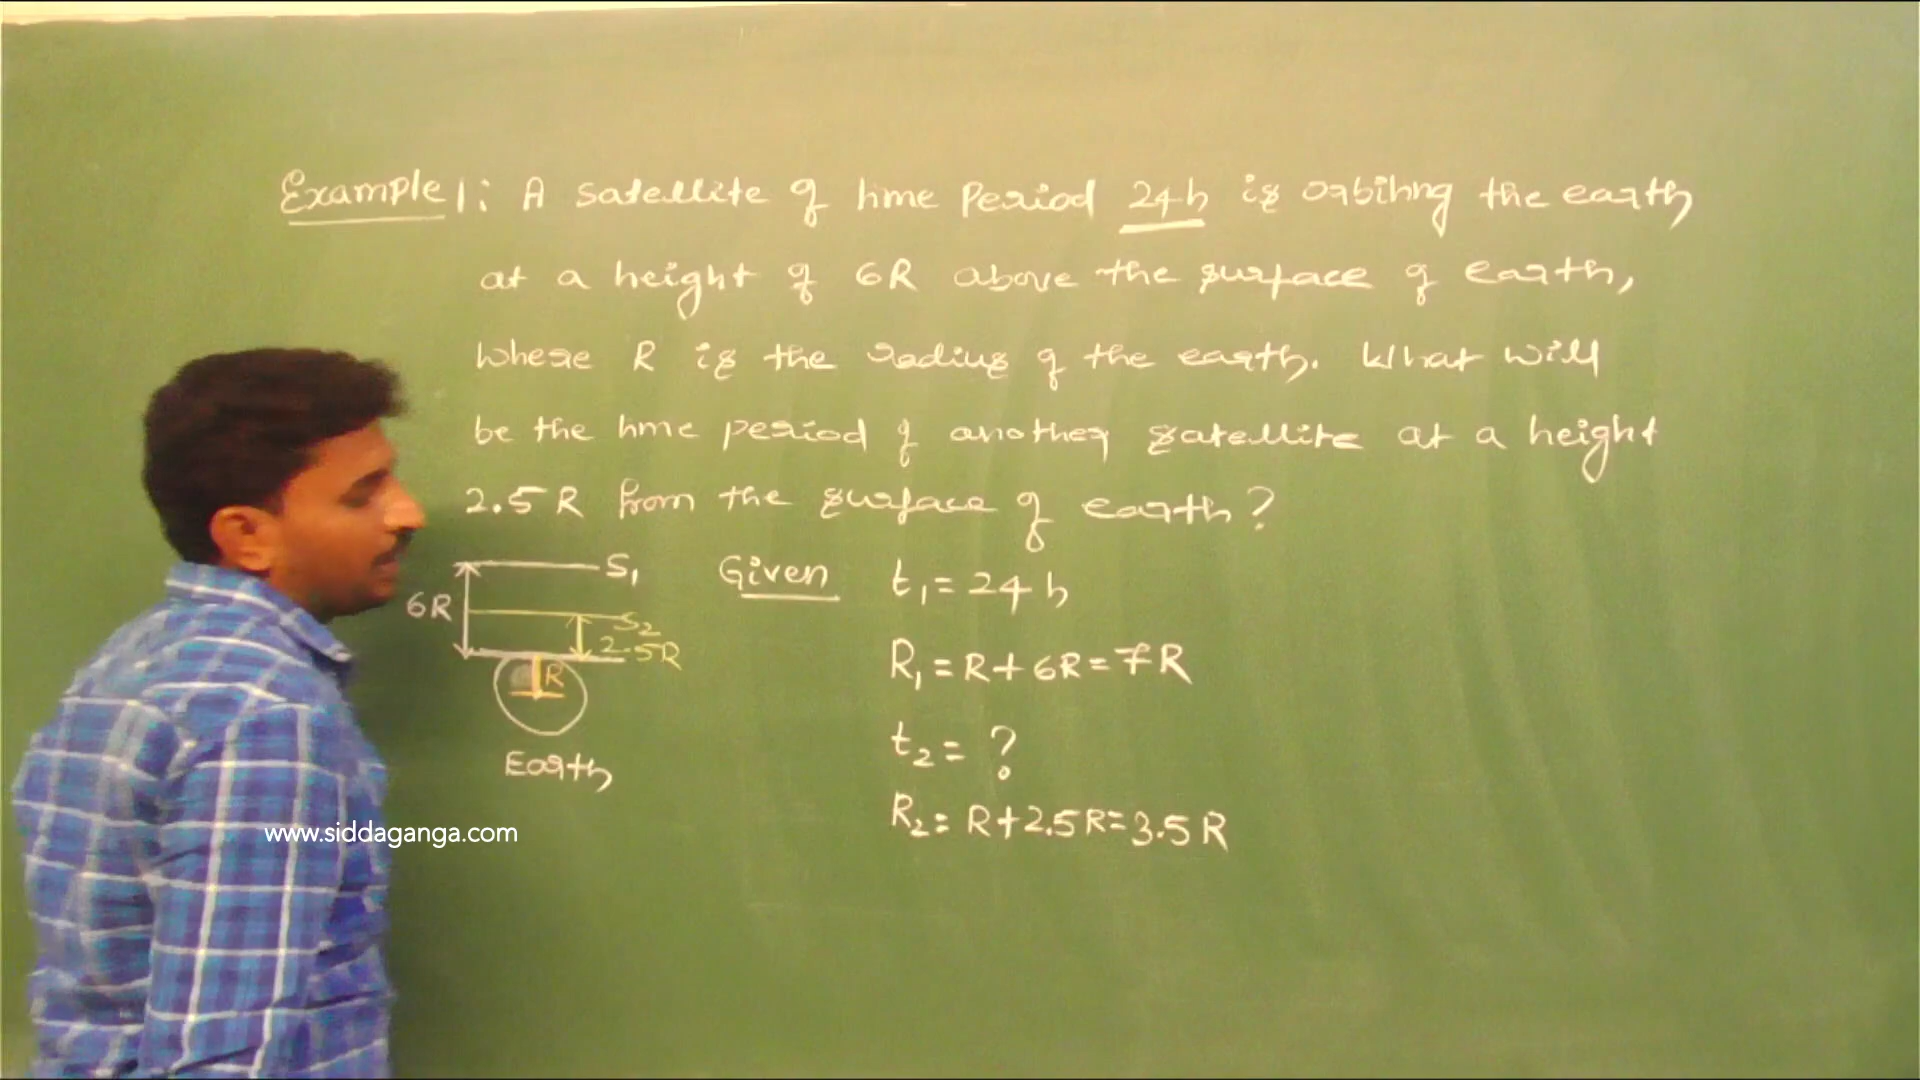 Example 1: A satellite of time Period 24h is orbiting the earth
at a height of 6R above the surface of earth,
where R is the radius of the earth. What will
be the time period of another satellite at a height
2.5R from the surface of earth?
S1
6R
S2
2.5R
R
Earth
Given t1 = 24 h
R1 = R + 6R = 7R
t2 = ?
R2 = R + 2.5R = 3.5R
www.siddaganga.com